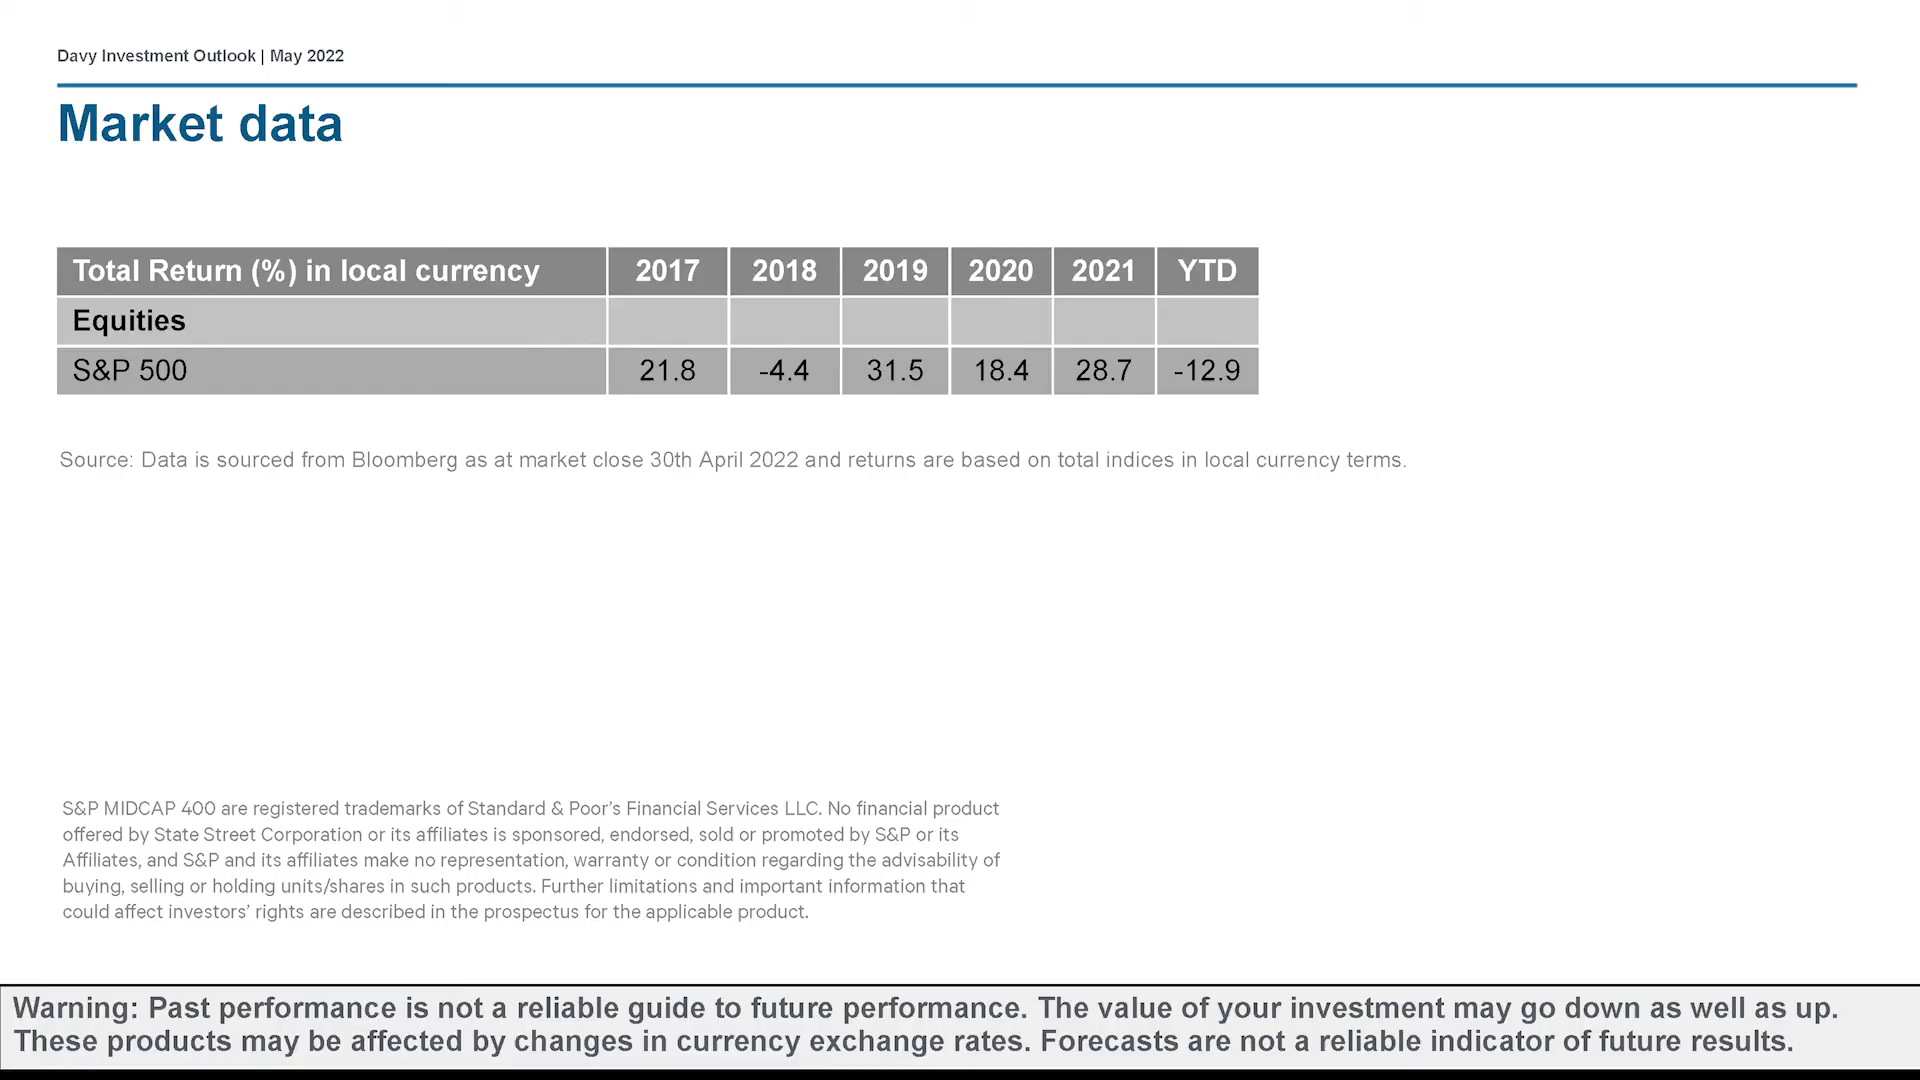 Davy Investment Outlook | May 2022
Market data
Total Return (%) in local currency 2017 2018 2019 2020 2021 YTD
Equities
S&P 500 21.8 -4.4 31.5 18.4 28.7 -12.9
Source: Data is sourced from Bloomberg as at market close 30th April 2022 and returns are based on total indices in local currency terms.
S&P MIDCAP 400 are registered trademarks of Standard & Poor’s Financial Services LLC. No financial product
offered by State Street Corporation or its affiliates is sponsored, endorsed, sold or promoted by S&P or its
Affiliates, and S&P and its affiliates make no representation, warranty or condition regarding the advisability of
buying, selling or holding units/shares in such products. Further limitations and important information that
could affect investors’ rights are described in the prospectus for the applicable product.
Warning: Past performance is not a reliable guide to future performance. The value of your investment may go down as well as up.
These products may be affected by changes in currency exchange rates. Forecasts are not a reliable indicator of future results.